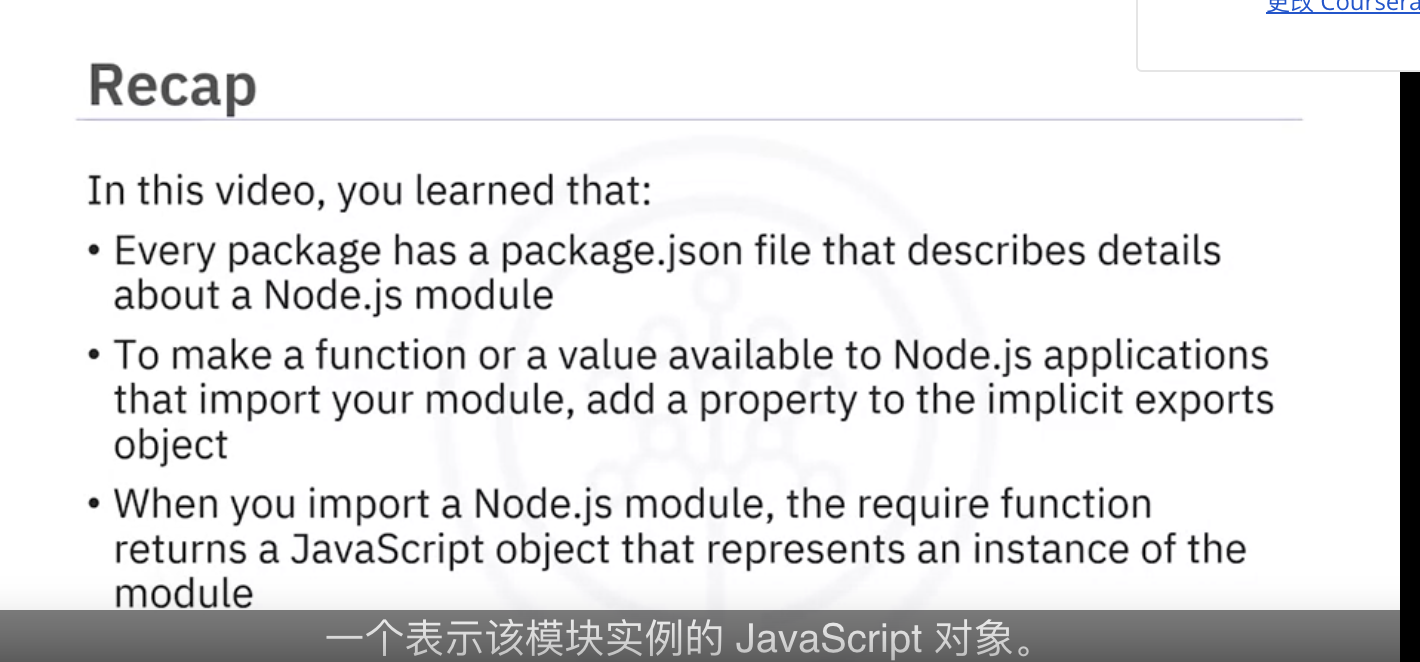 更改 Coursera
Recap
In this video, you learned that:
• Every package has a package.json file that describes details
about a Node.js module
• To make a function or a value available to Node.js applications
that import your module, add a property to the implicit exports
object
• When you import a Node.js module, the require function
returns a JavaScript object that represents an instance of the
module
一个表示该模块实例的 JavaScript 对象。